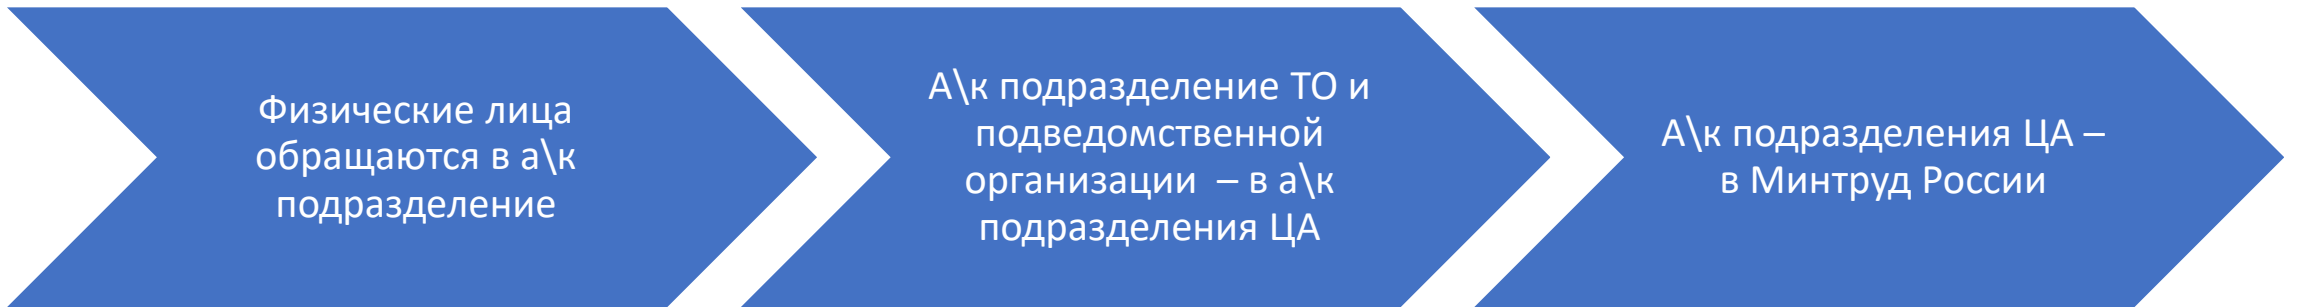 Физические лица
обращаются в а\к
подразделение
А\к подразделение ТО и
подведомственной
организации – в а\к
подразделения ЦА
А\к подразделения ЦА –
в Минтруд России